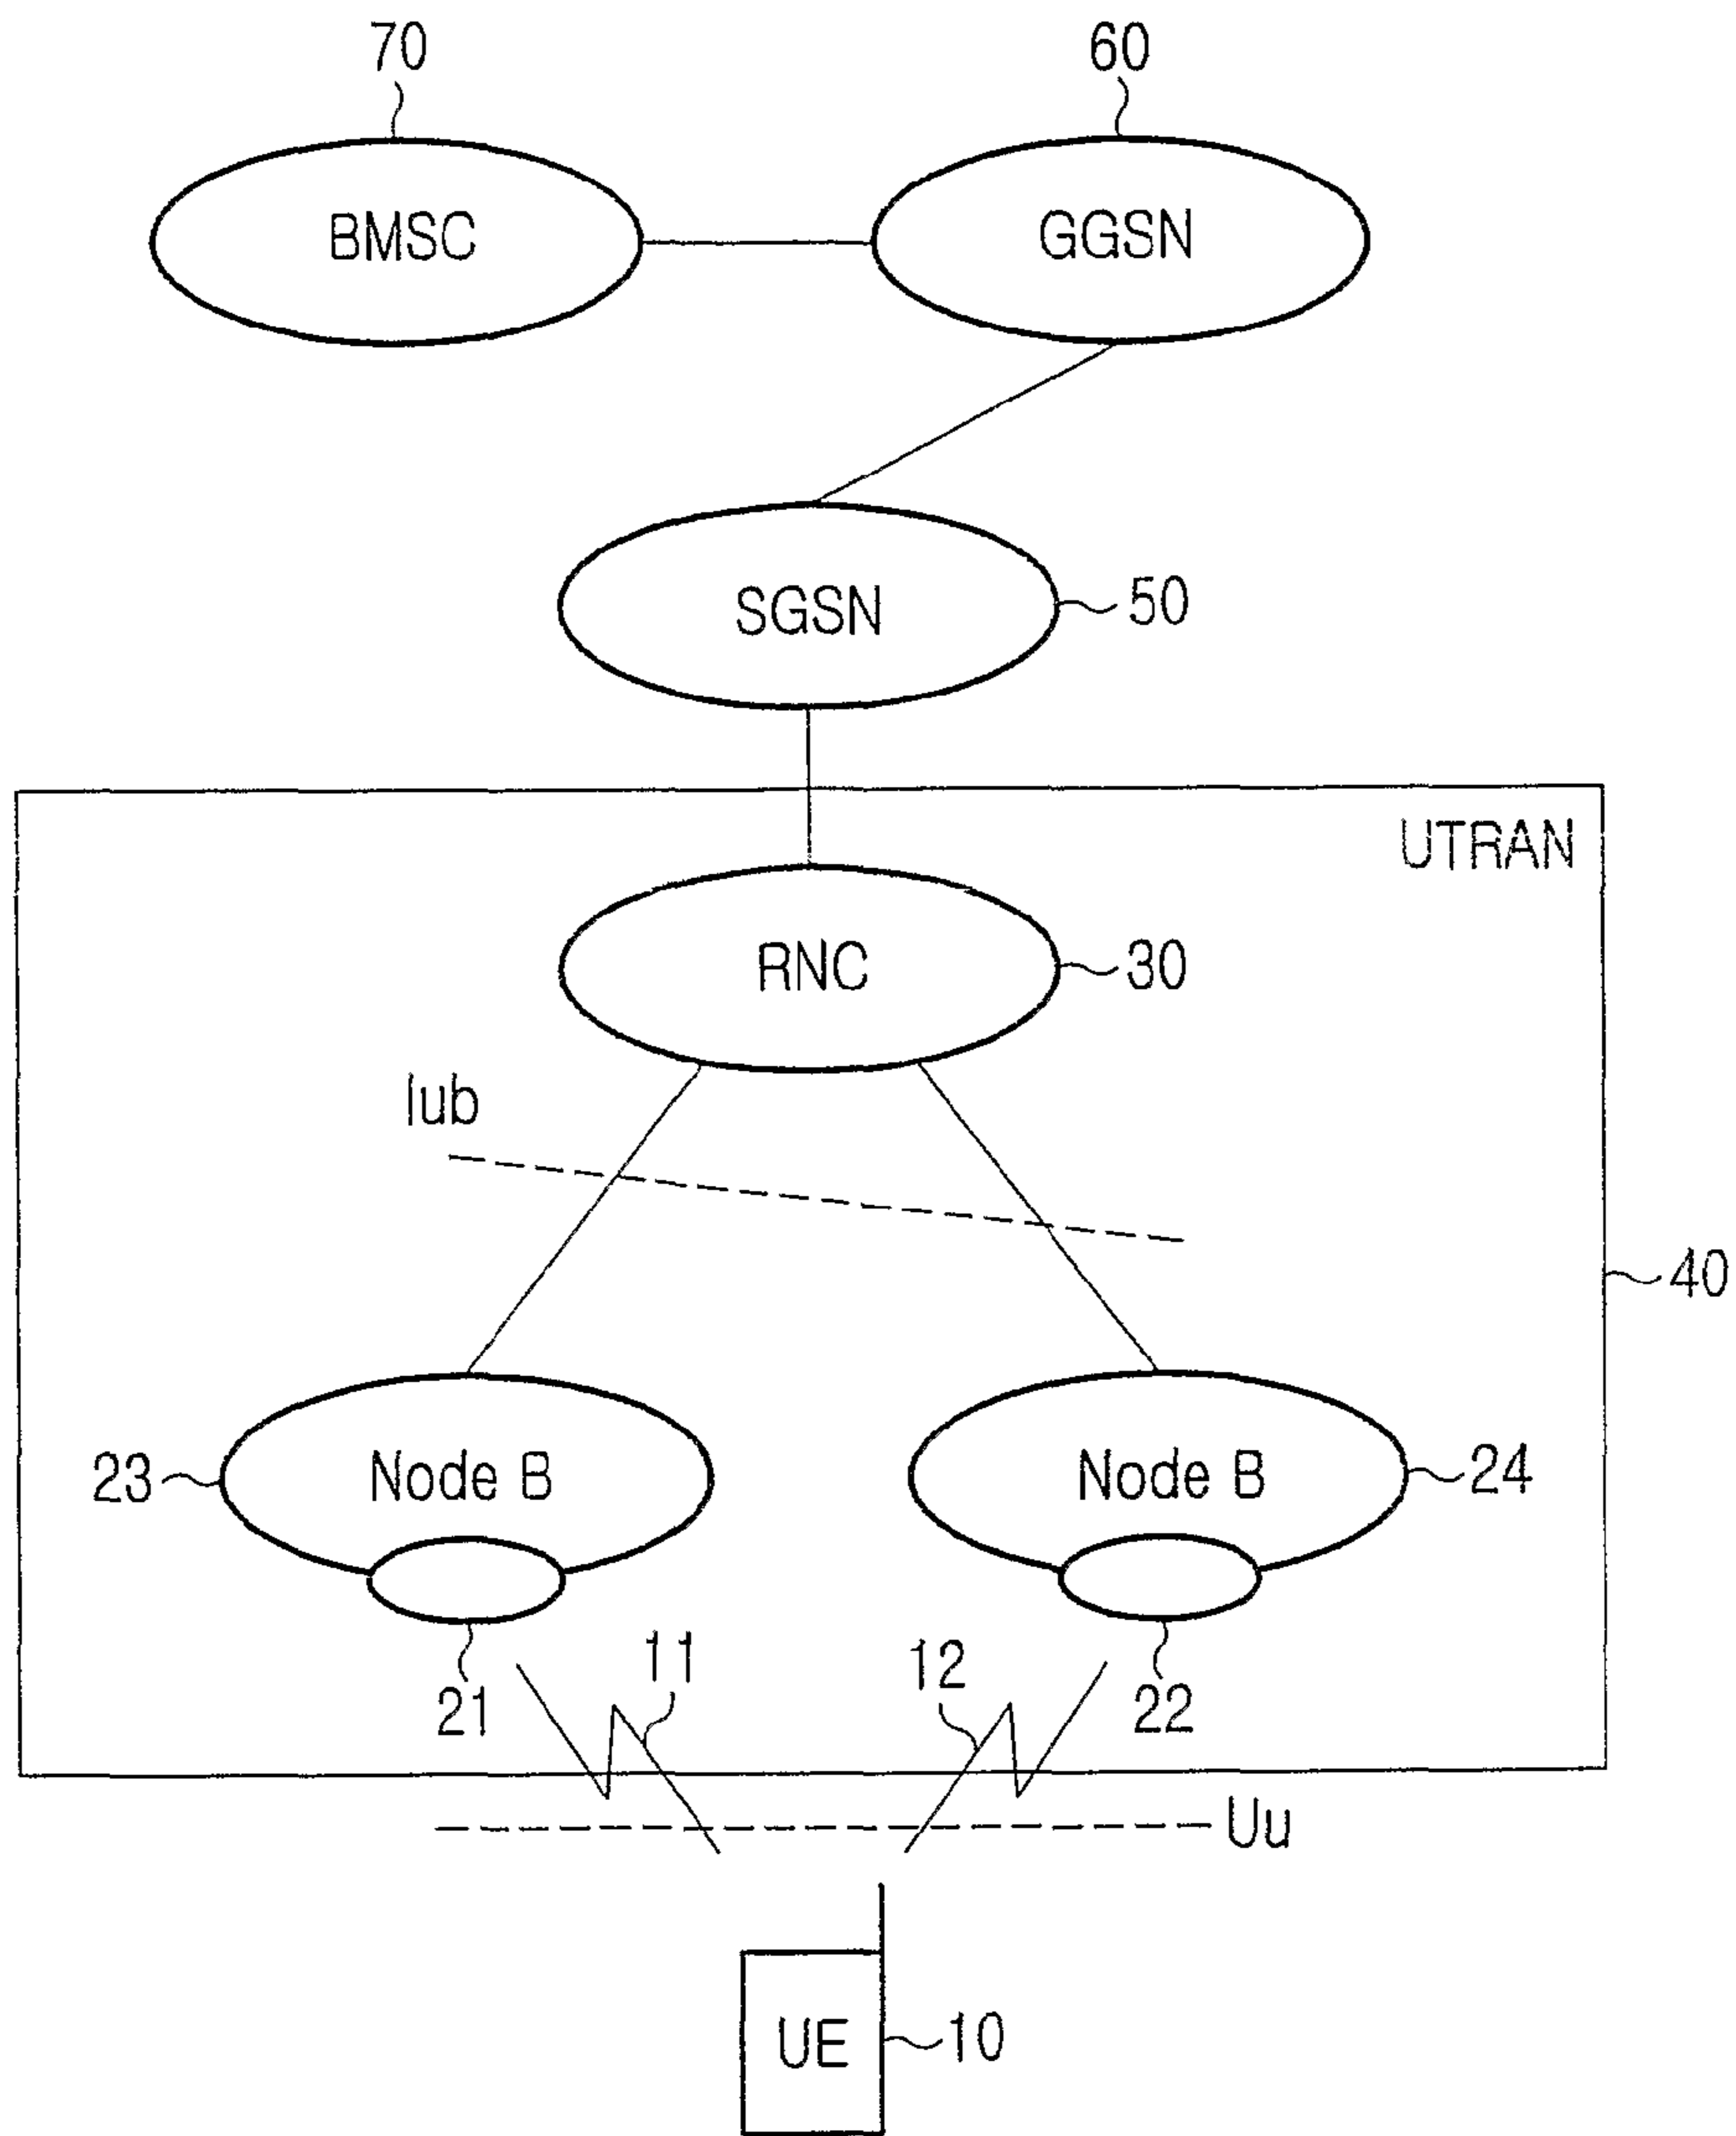 70
60
BMSC
GGSN
SGSN
50
UTRAN
RNC
30
Iub
40
23
Node B
Node B
24
21
11
12
22
Uu
UE
10